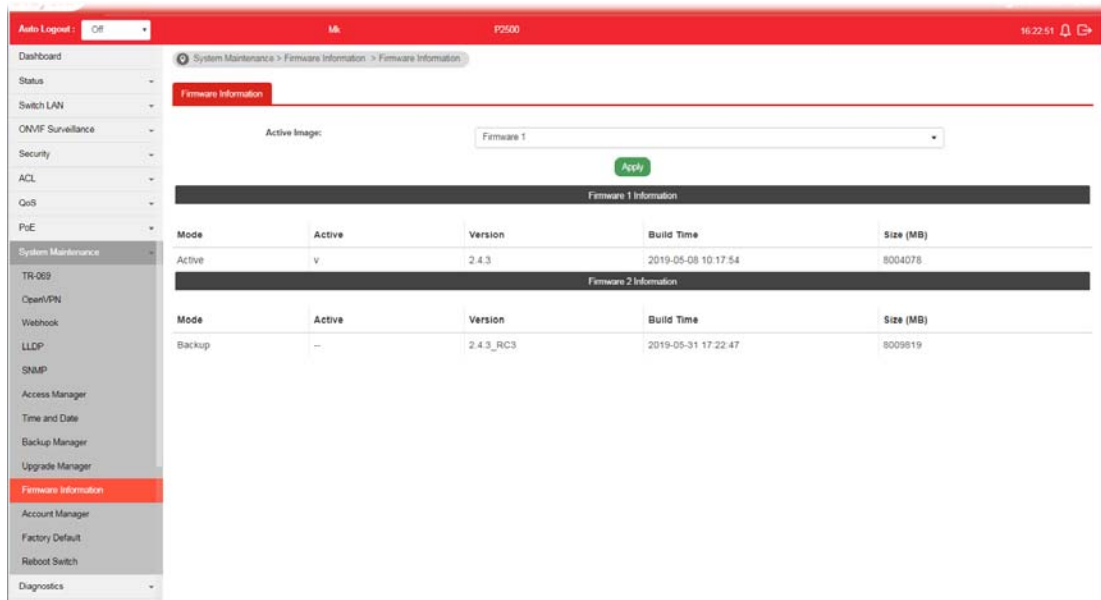 Auto Logout : Off Mk P2500 16:22:51
Dashboard
Status
Switch LAN
ONVIF Surveillance
Security
ACL
QoS
PoE
System Maintenance
TR-069
OpenVPN
Webhook
LLDP
SNMP
Access Manager
Time and Date
Backup Manager
Upgrade Manager
Firmware Information
Account Manager
Factory Default
Reboot Switch
Diagnostics
System Maintenance > Firmware Information > Firmware Information
Firmware Information
Active Image: Firmware 1
Apply
Firmware 1 Information
Mode Active Version Build Time Size (MB)
Active v 2.4.3 2019-05-08 10:17:54 8004078
Firmware 2 Information
Mode Active Version Build Time Size (MB)
Backup -- 2.4.3_RC3 2019-05-31 17:22:47 8009819